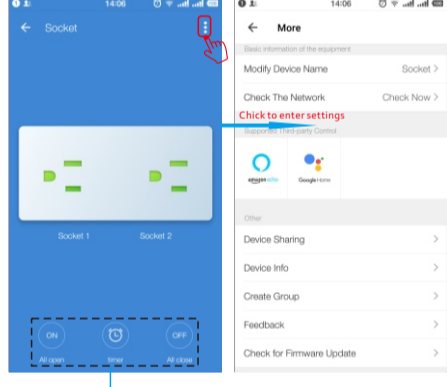 14:06
Socket
Socket 1
Socket 2
ON
OFF
All open
timer
All close
14:06
More
Basic information of the equipment
Modify Device Name
Socket >
Check The Network
Check Now >
Chick to enter settings
Supported Third-party Control
amazon echo
Google Home
Other
Device Sharing
Device Info
Create Group
Feedback
Check for Firmware Update